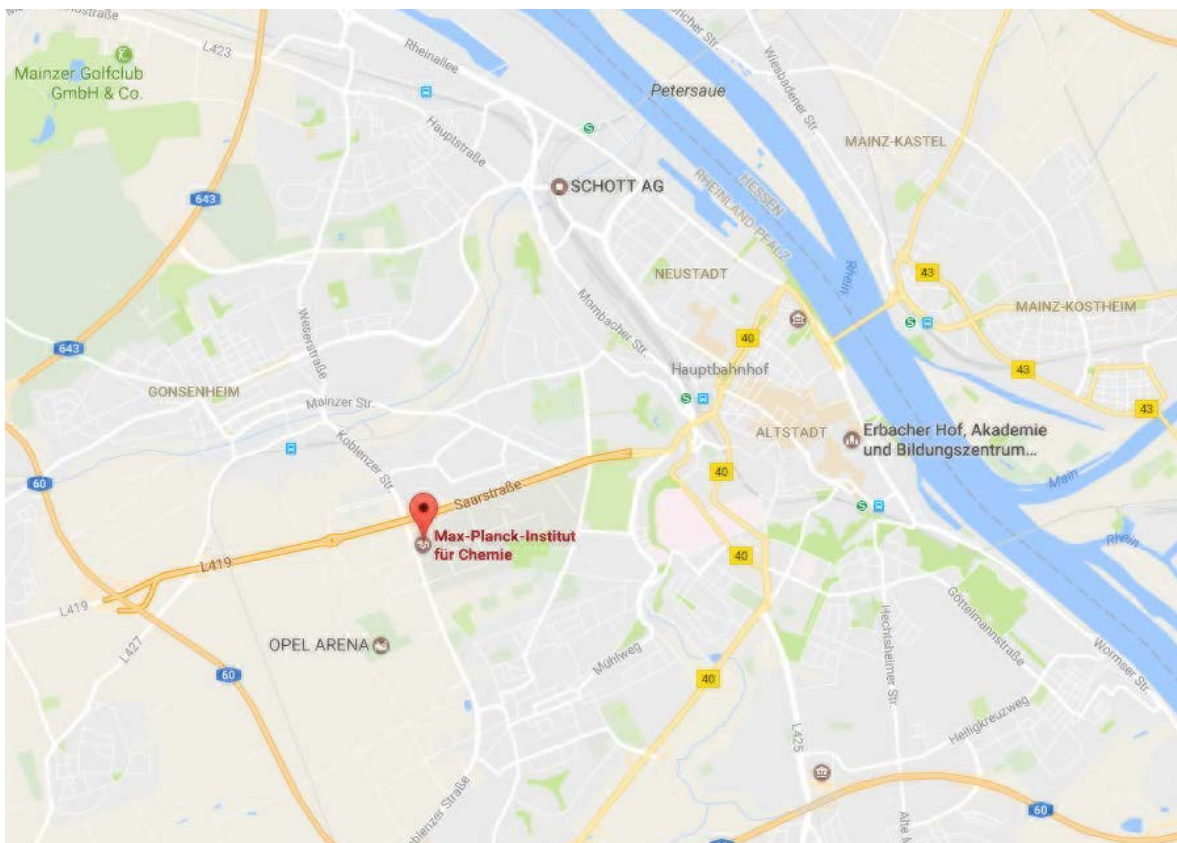 L423
Mainzer Golfclub
GmbH & Co.
Rheinallee
Hauptstraße
Petersaue
Wiesbadener Str.
MAINZ-KASTEL
SCHOTT AG
HESSEN
RHEINLAND-PFALZ
643
NEUSTADT
Rhein
43
MAINZ-KOSTHEIM
Mombacher Str.
Weserstraße
40
643
Hauptbahnhof
43
GONSENHEIM
Mainzer Str.
43
ALTSTADT
Erbacher Hof, Akademie
und Bildungszentrum...
Koblenzer Str.
60
40
Main
Saarstraße
Max-Planck-Institut
für Chemie
Rhein
40
L419
L419
Göttelmannstraße
L427
OPEL ARENA
Hechtsheimer Str.
Mühlweg
Wormser Str.
60
40
L425
Heiligkreuzweg
60